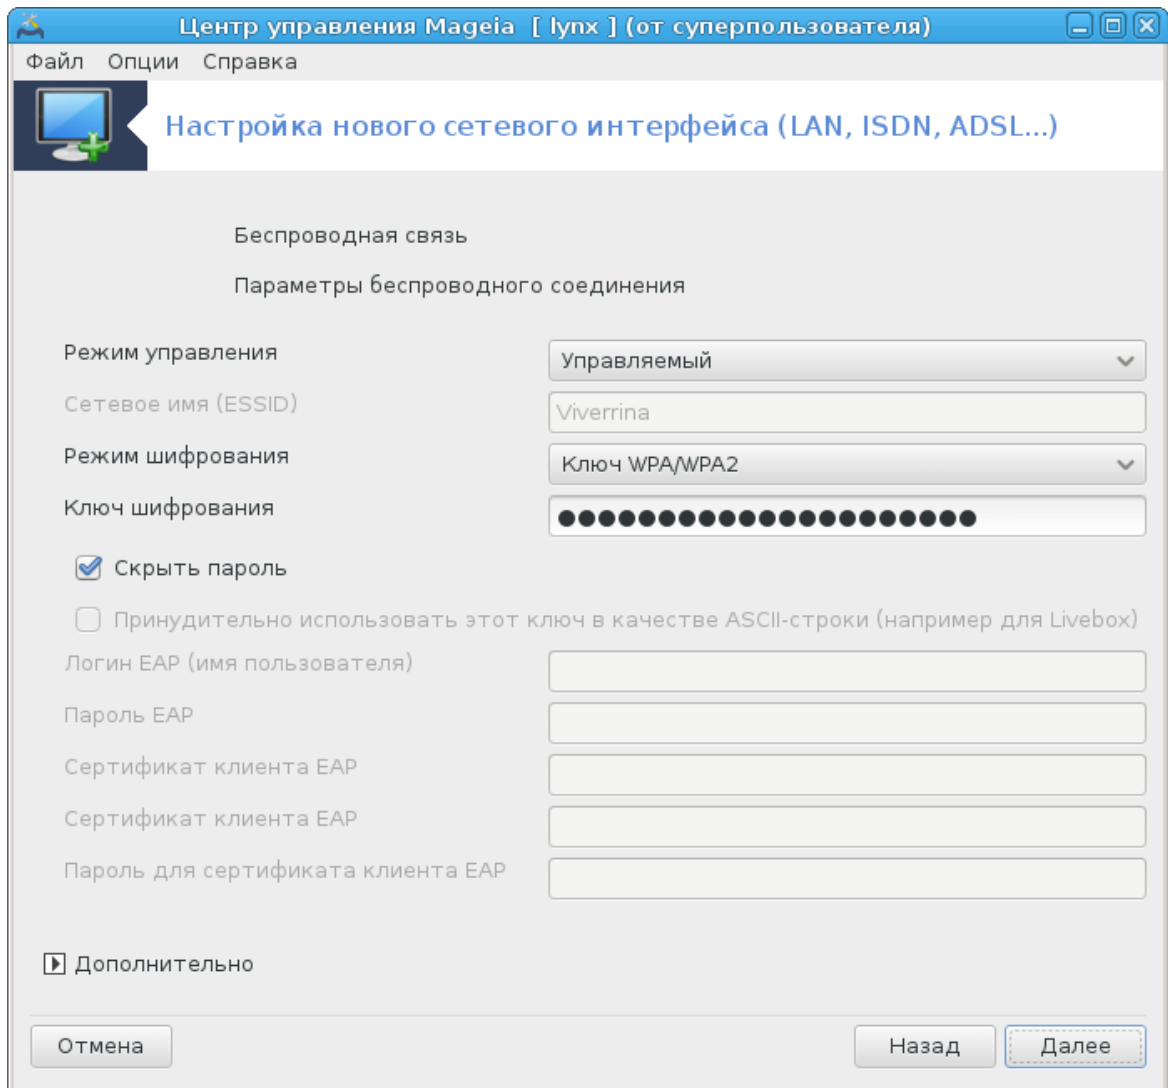 Центр управления Mageia [ lynx ] (от суперпользователя)
Файл Опции Справка
Настройка нового сетевого интерфейса (LAN, ISDN, ADSL...)
Беспроводная связь
Параметры беспроводного соединения
Режим управления Управляемый
Сетевое имя (ESSID) Viverrina
Режим шифрования Ключ WPA/WPA2
Ключ шифрования ●●●●●●●●●●●●●●●●●●●●●
Скрыть пароль
Принудительно использовать этот ключ в качестве ASCII-строки (например для Livebox)
Логин EAP (имя пользователя)
Пароль EAP
Сертификат клиента EAP
Сертификат клиента EAP
Пароль для сертификата клиента EAP
Дополнительно
Отмена Назад Далее